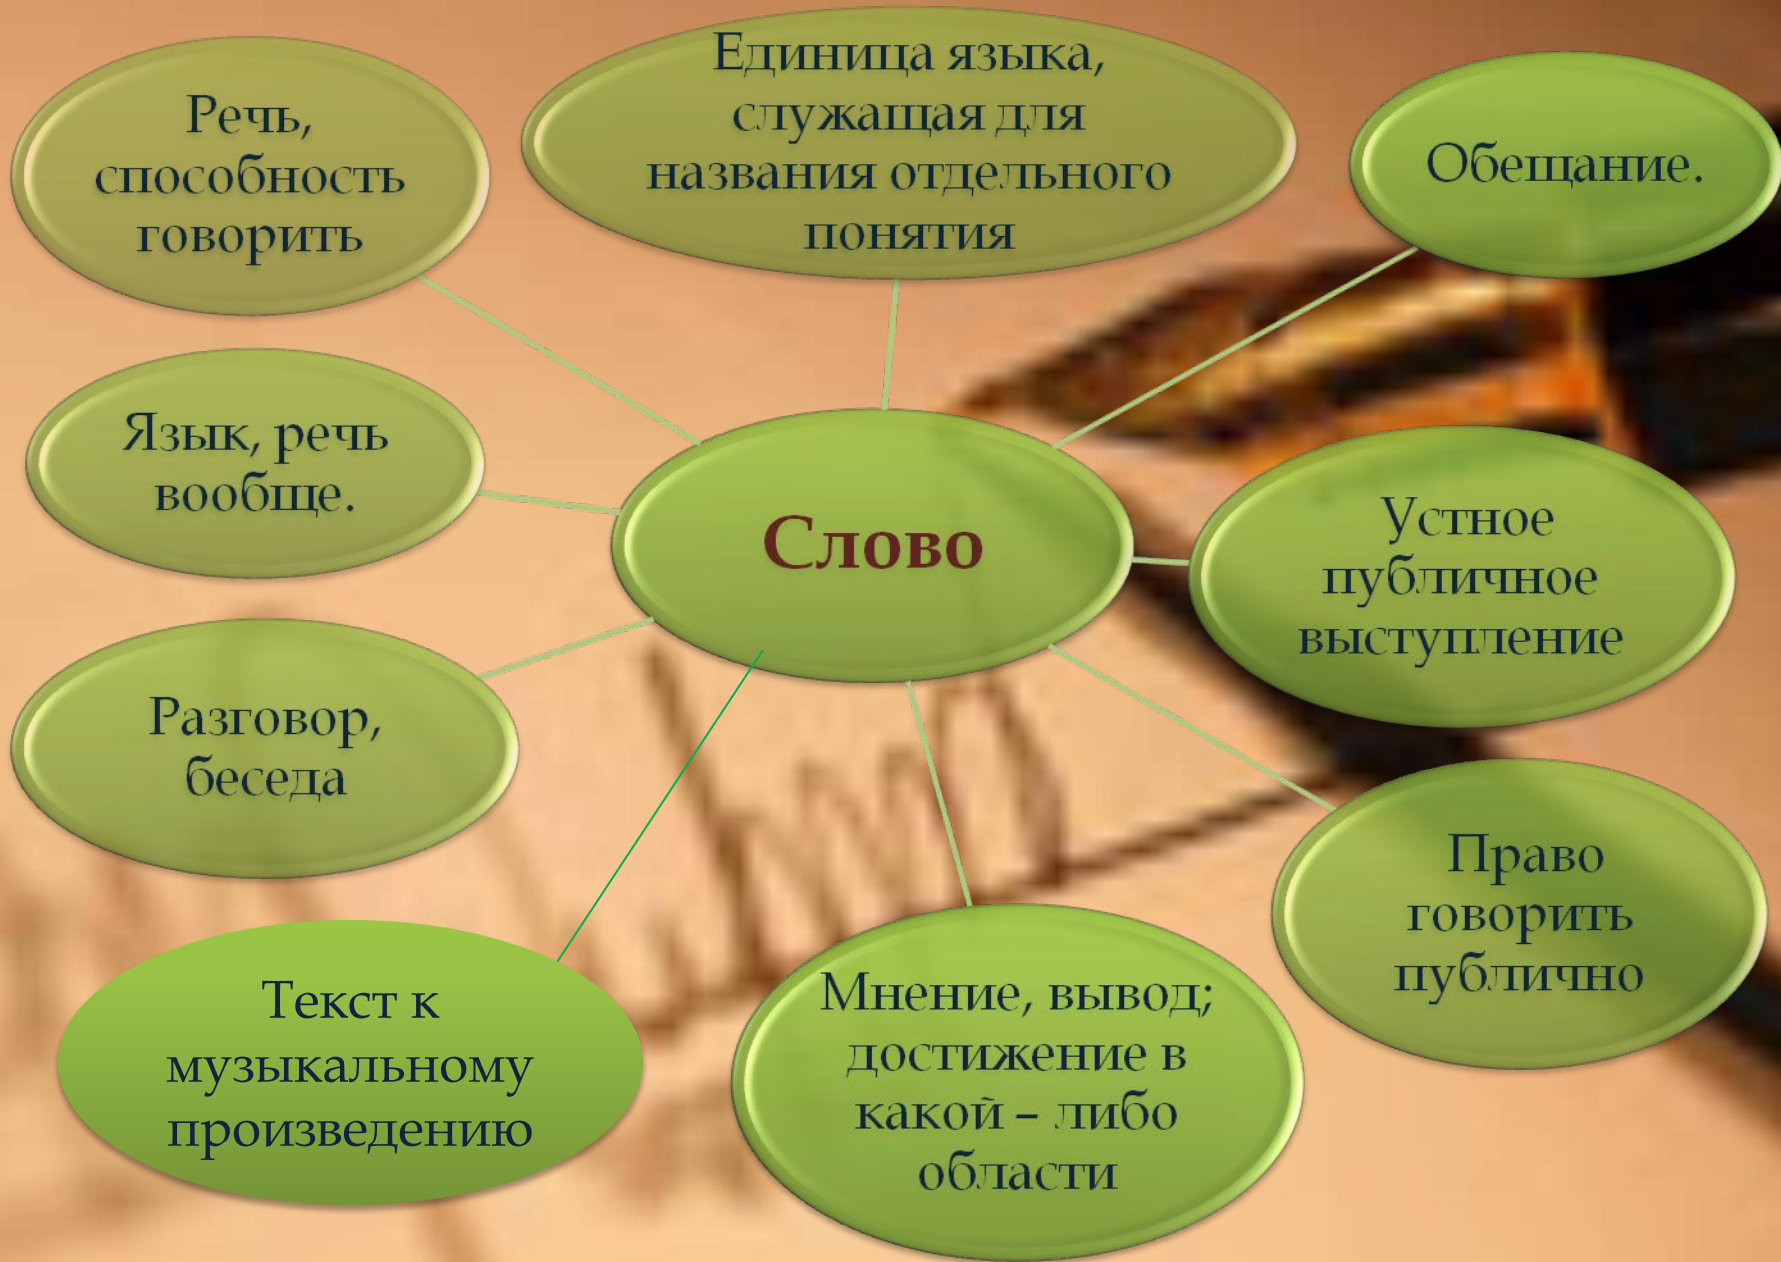 Речь,
способность
говорить
Единица языка,
служащая для
названия отдельного
понятия
Обещание.
Язык, речь
вообще.
Слово
Устное
публичное
выступление
Разговор,
беседа
Право
говорить
публично
Текст к
музыкальному
произведению
Мнение, вывод;
достижение в
какой – либо
области